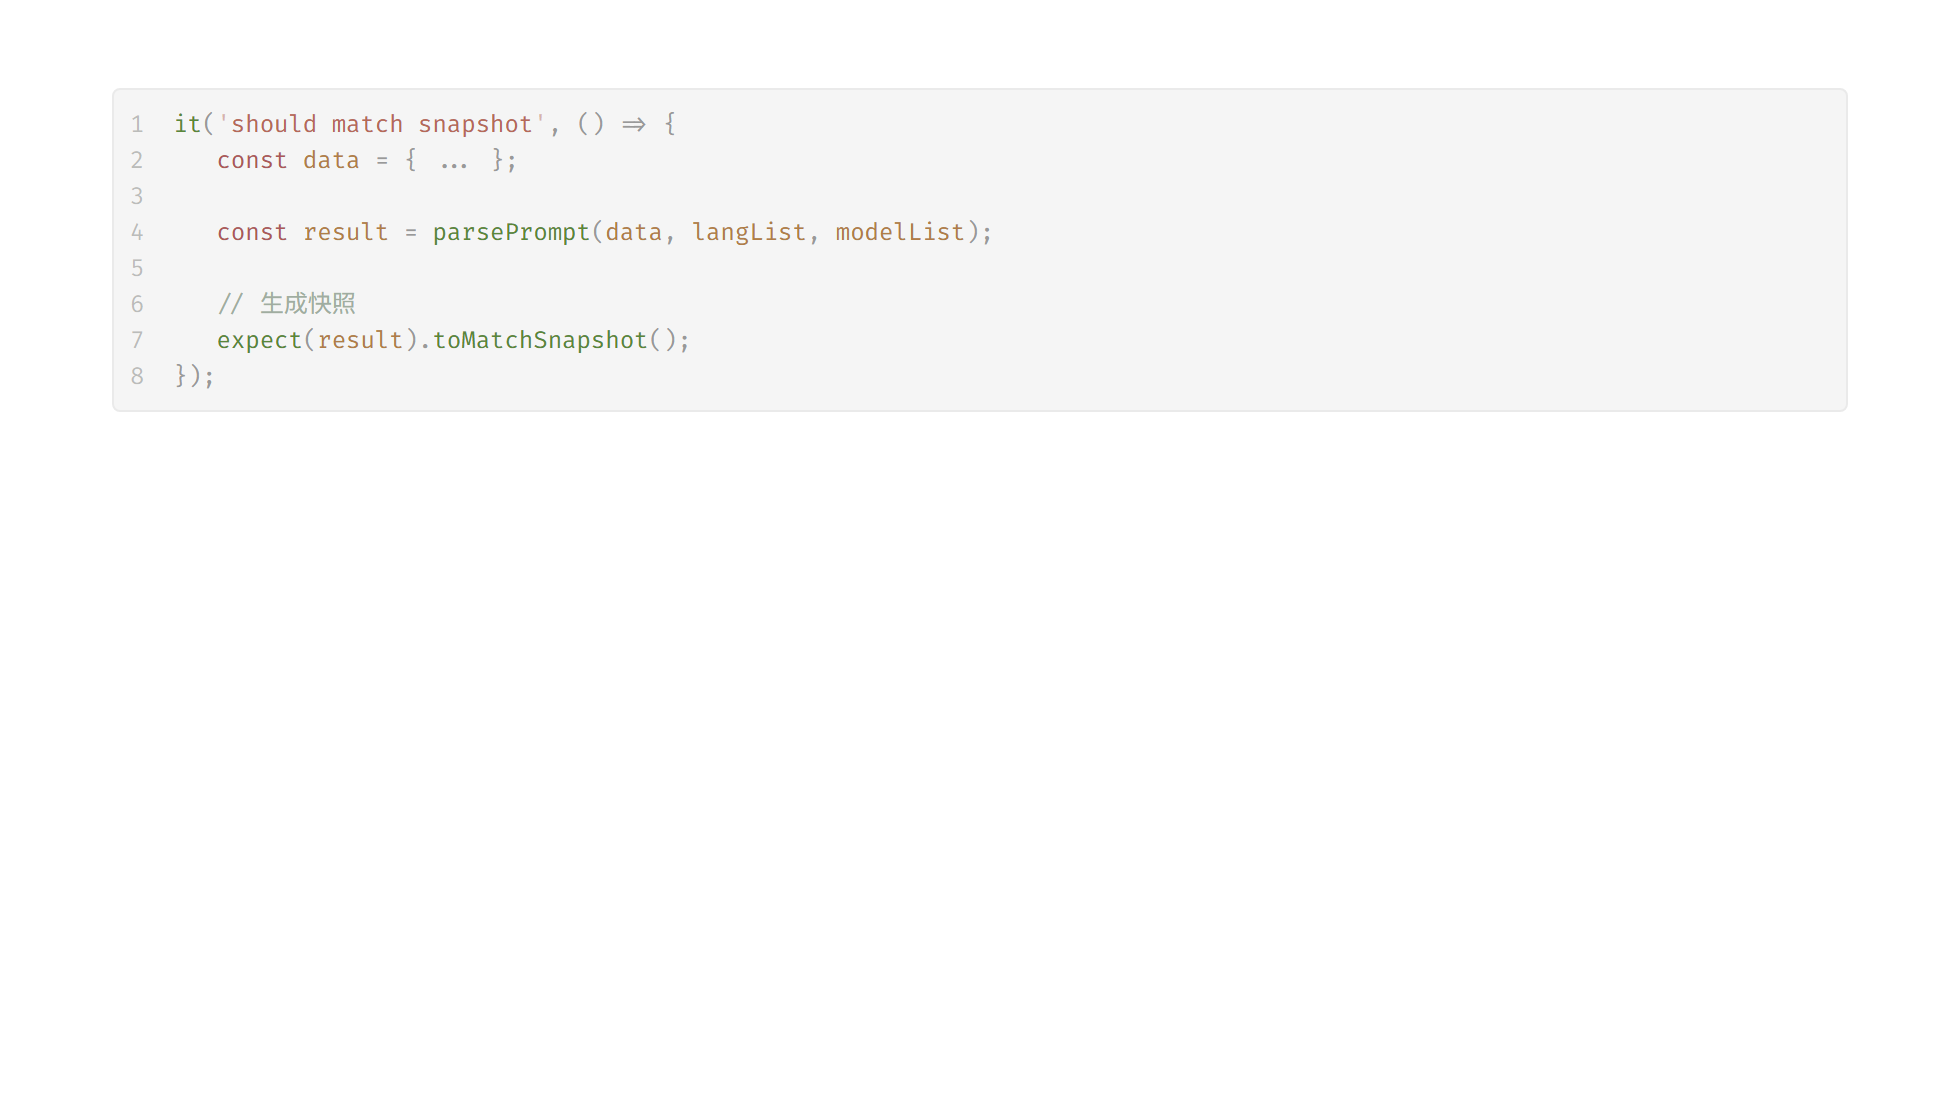 1 it('should match snapshot', () => {
2 const data = { ... };
3
4 const result = parsePrompt(data, langList, modelList);
5
6 // 生成快照
7 expect(result).toMatchSnapshot();
8 });